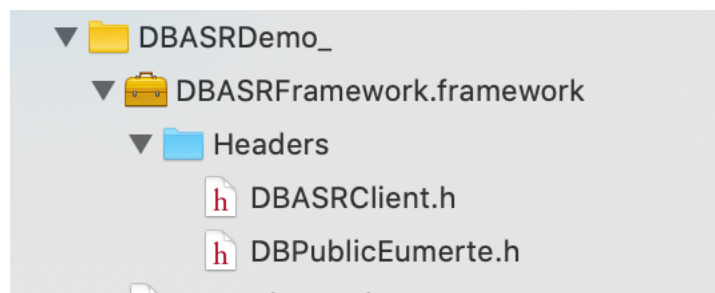 DBASRDemo_
DBASRFramework.framework
Headers
h DBASRClient.h
h DBPublicEumerte.h